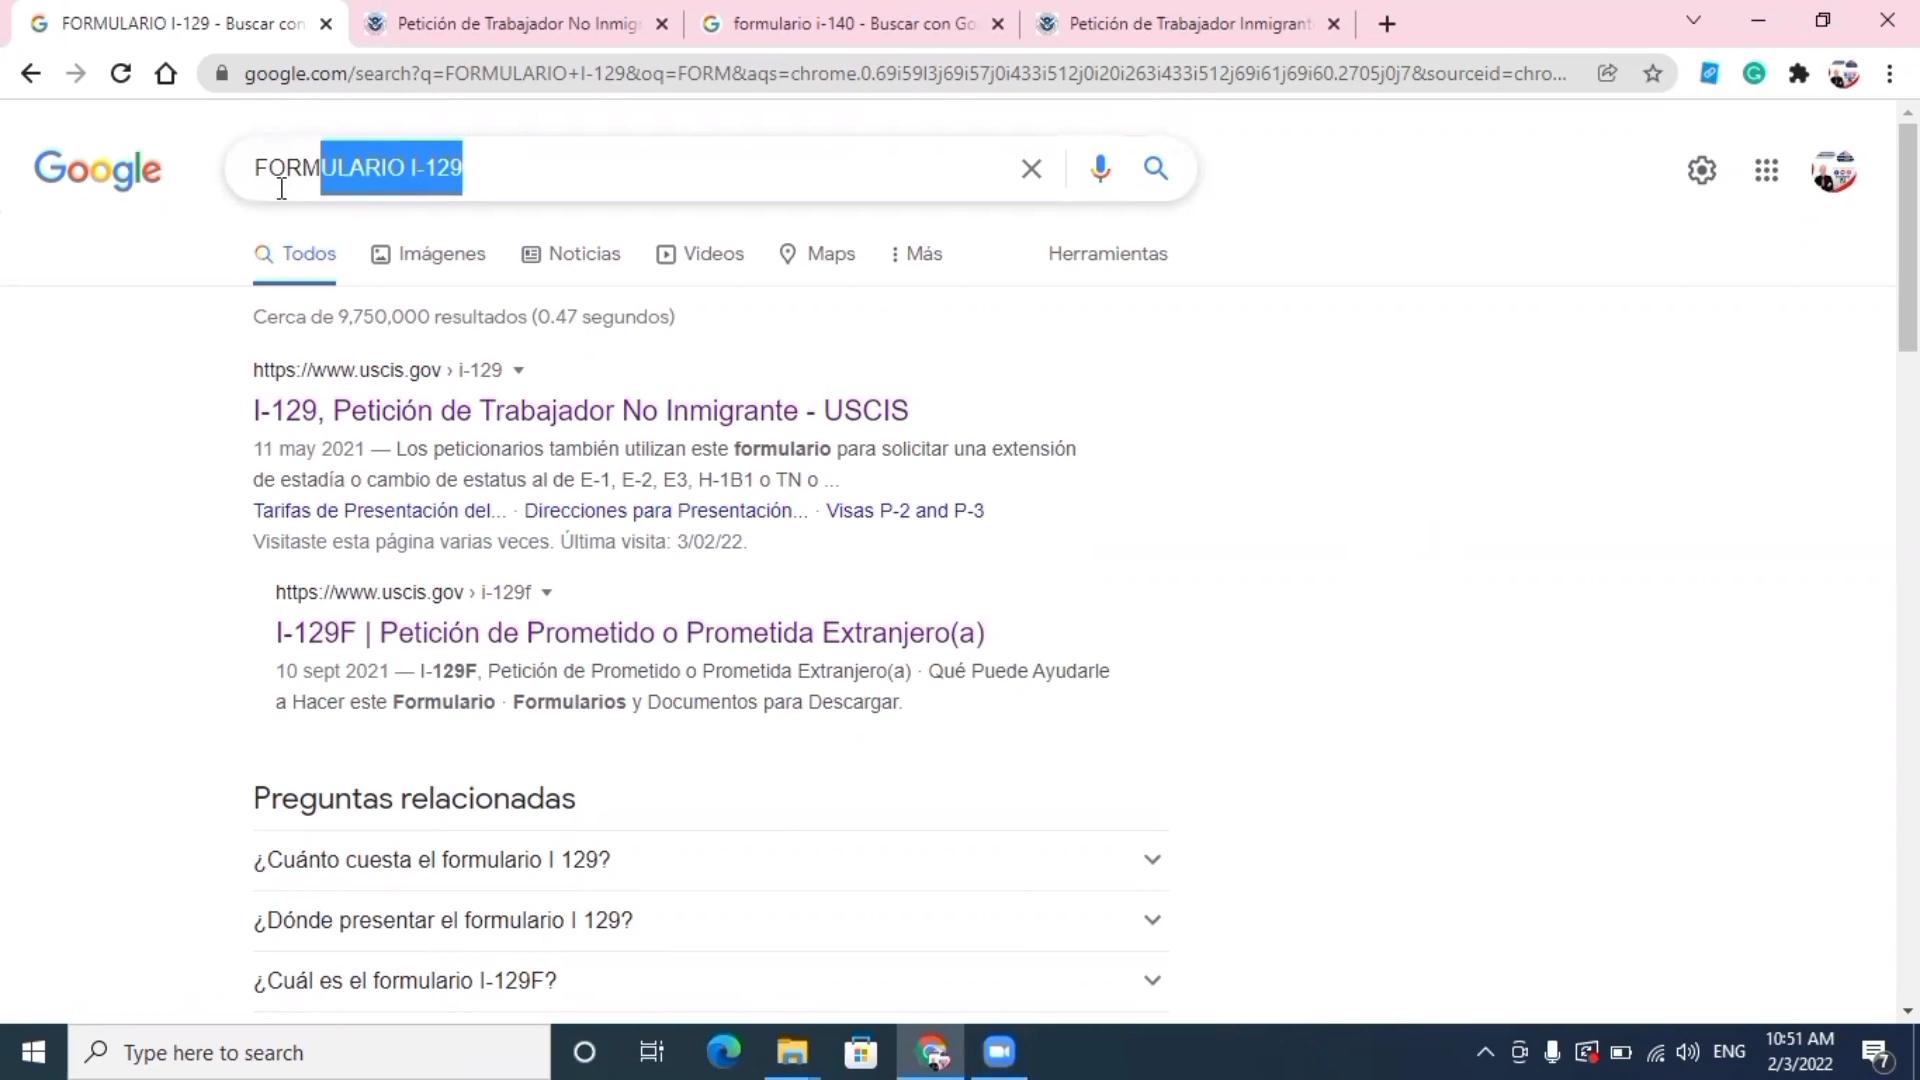 FORMULARIO I-129 - Buscar con
Petición de Trabajador No Inmig
formulario i-140 - Buscar con Go
Petición de Trabajador Inmigrant
google.com/search?q=FORMULARIO+I-129&oq=FORM&aqs=chrome.0.69i59l3j69i57j0i433i512j0i20i263i433i512j69i61j69i60.2705j0j7&sourceid=chro...
Google
FORMULARIO I-129
Todos Imágenes Noticias Videos Maps Más Herramientas
Cerca de 9,750,000 resultados (0.47 segundos)
https://www.uscis.gov › i-129
I-129, Petición de Trabajador No Inmigrante - USCIS
11 may 2021 — Los peticionarios también utilizan este formulario para solicitar una extensión
de estadía o cambio de estatus al de E-1, E-2, E3, H-1B1 o TN o ...
Tarifas de Presentación del... · Direcciones para Presentación... · Visas P-2 and P-3
Visitaste esta página varias veces. Última visita: 3/02/22.
https://www.uscis.gov › i-129f
I-129F | Petición de Prometido o Prometida Extranjero(a)
10 sept 2021 — I-129F, Petición de Prometido o Prometida Extranjero(a) · Qué Puede Ayudarle
a Hacer este Formulario · Formularios y Documentos para Descargar.
Preguntas relacionadas
¿Cuánto cuesta el formulario I 129?
¿Dónde presentar el formulario I 129?
¿Cuál es el formulario I-129F?
Type here to search
ENG
10:51 AM
2/3/2022
7